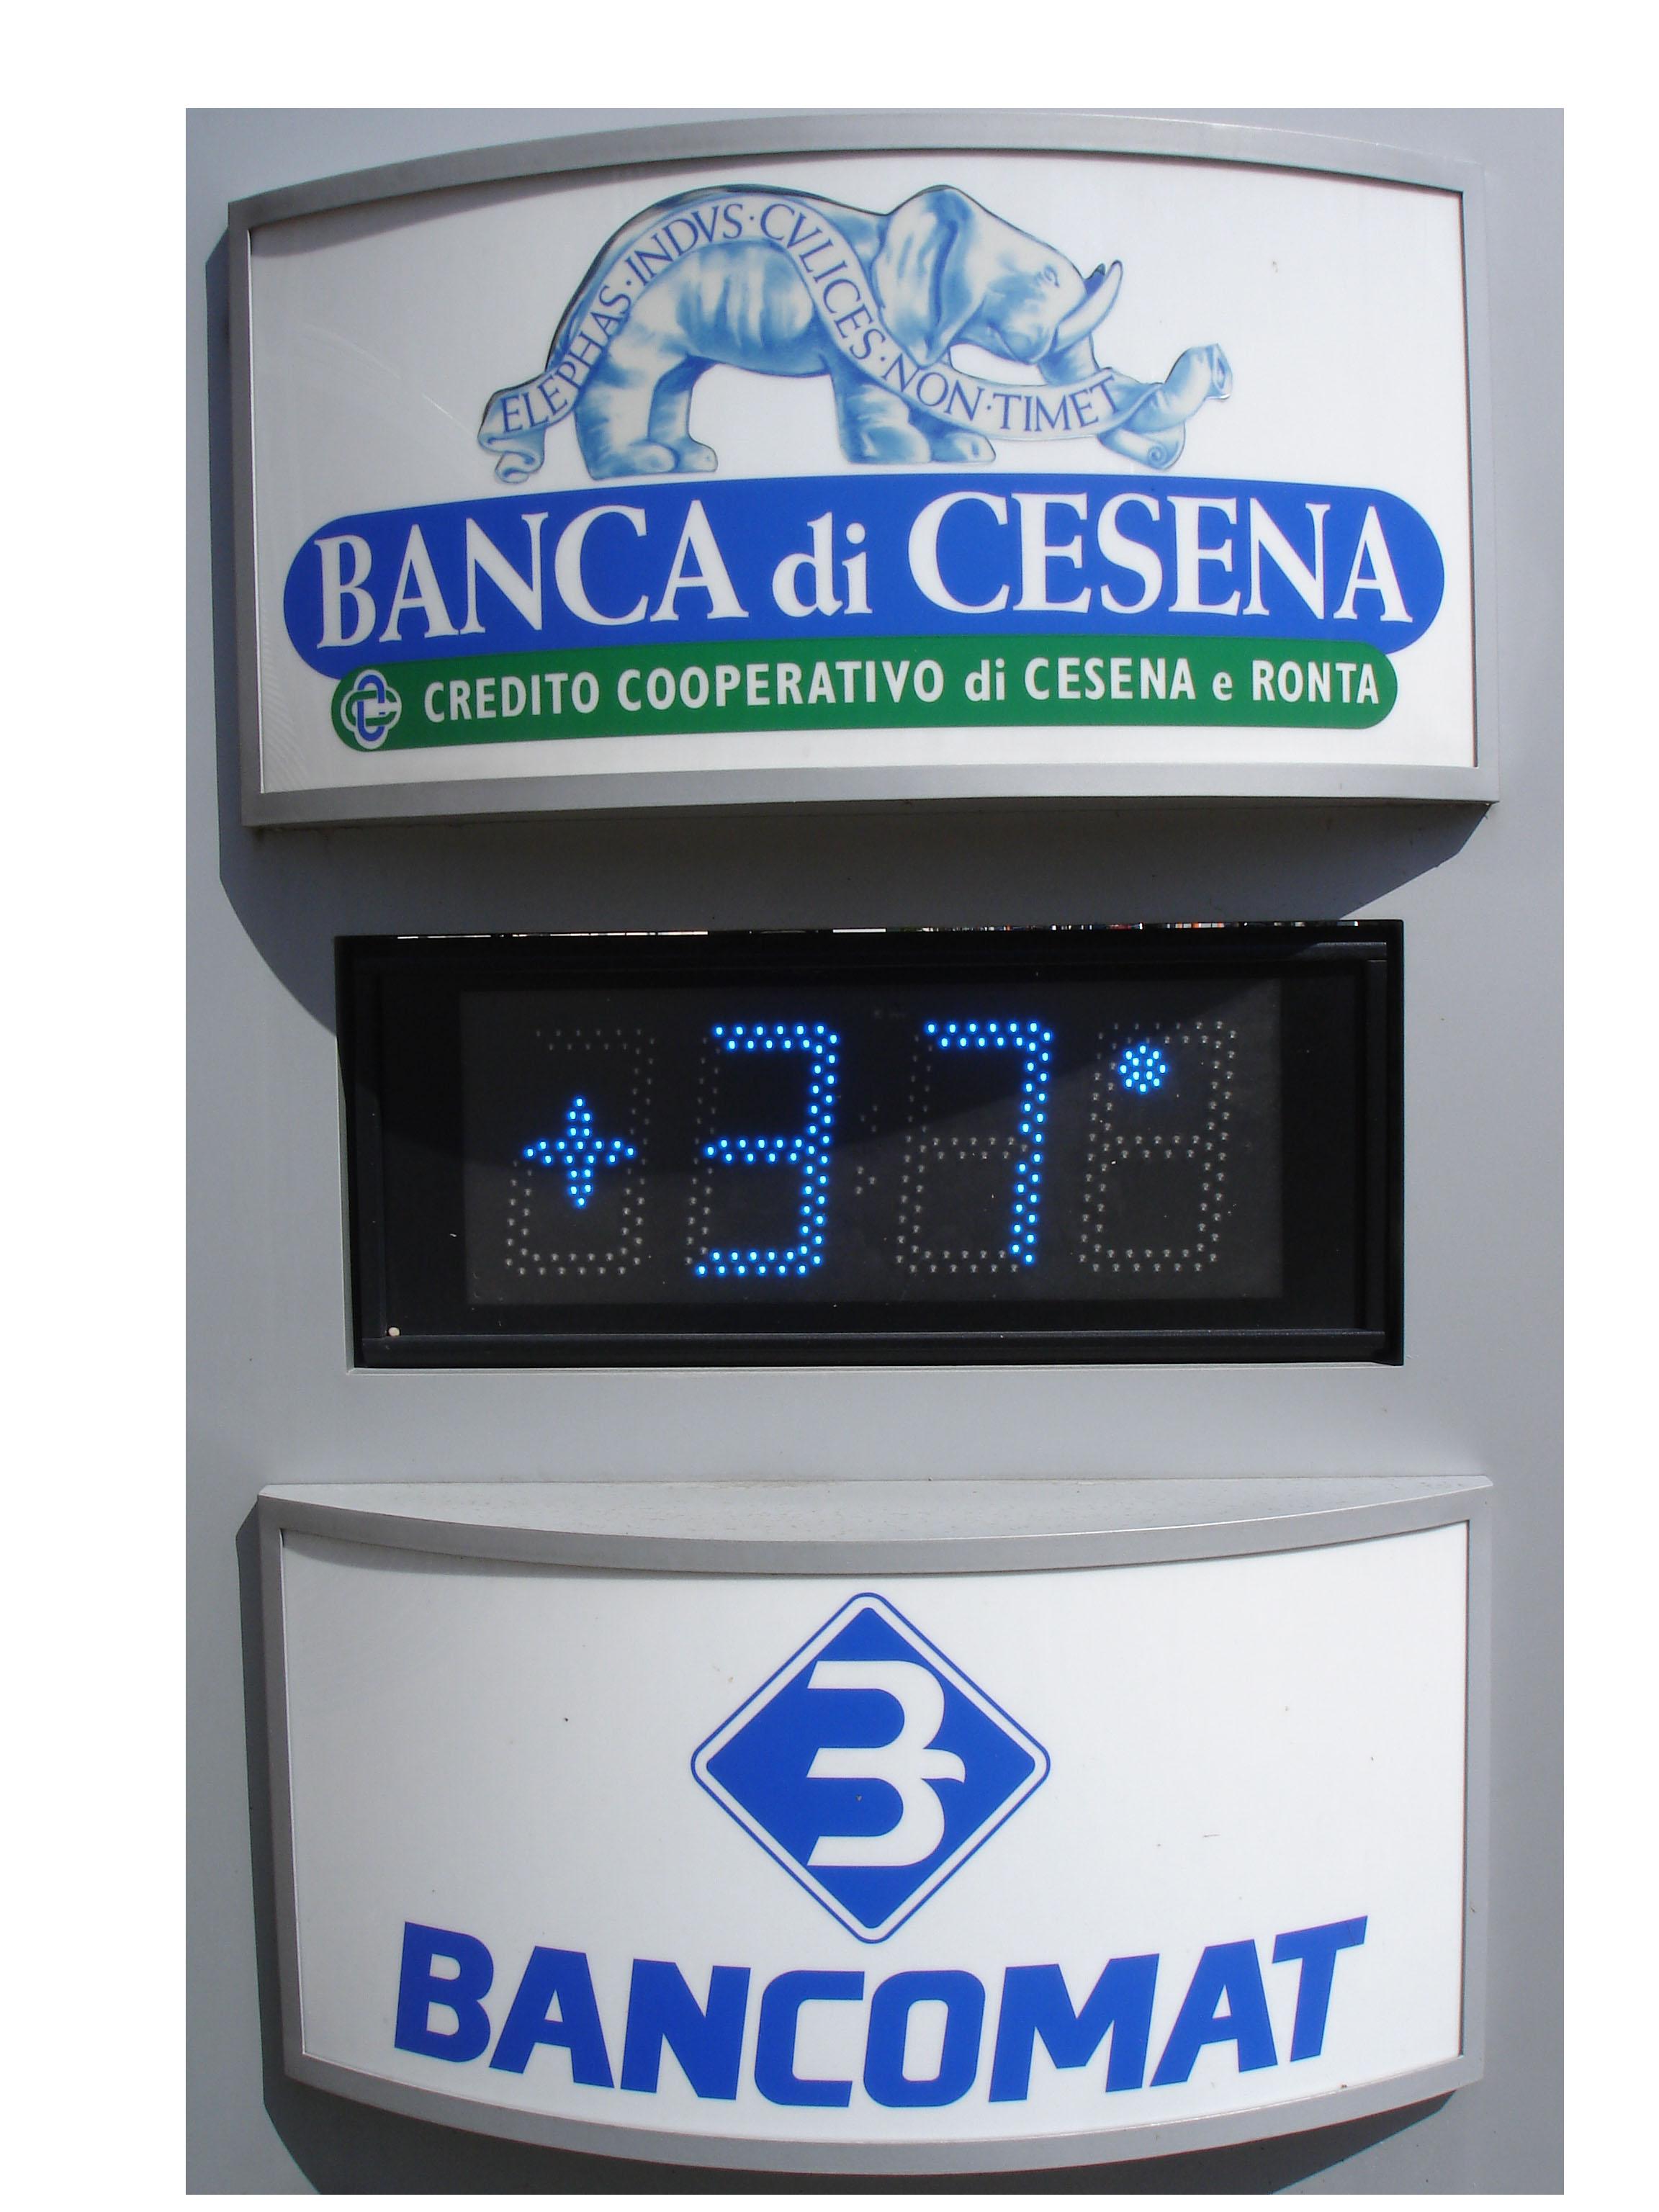 ELEPHAS·INDVS·CVLICES·NON·TIMET
BANCA di CESENA
CREDITO COOPERATIVO di CESENA e RONTA
+37°
BANCOMAT